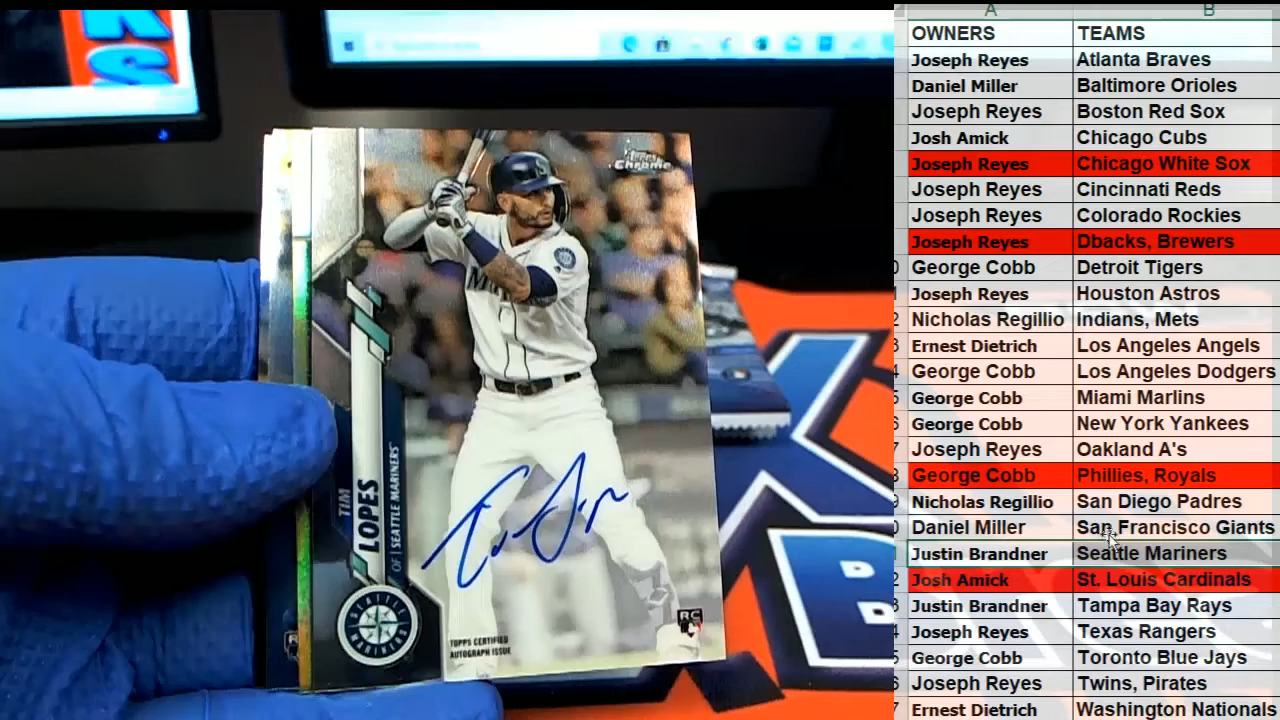 KS
Topps
Chrome
TIM
LOPES
OF | SEATTLE MARINERS
SEATTLE MARINERS
TOPPS CERTIFIED
AUTOGRAPH ISSUE
RC
A B
OWNERS TEAMS
Joseph Reyes Atlanta Braves
Daniel Miller Baltimore Orioles
Joseph Reyes Boston Red Sox
Josh Amick Chicago Cubs
Joseph Reyes Chicago White Sox
Joseph Reyes Cincinnati Reds
Joseph Reyes Colorado Rockies
Joseph Reyes Dbacks, Brewers
George Cobb Detroit Tigers
Joseph Reyes Houston Astros
Nicholas Regillio Indians, Mets
Ernest Dietrich Los Angeles Angels
George Cobb Los Angeles Dodgers
George Cobb Miami Marlins
George Cobb New York Yankees
Joseph Reyes Oakland A's
George Cobb Phillies, Royals
Nicholas Regillio San Diego Padres
Daniel Miller San Francisco Giants
Justin Brandner Seattle Mariners
Josh Amick St. Louis Cardinals
Justin Brandner Tampa Bay Rays
Joseph Reyes Texas Rangers
George Cobb Toronto Blue Jays
Joseph Reyes Twins, Pirates
Ernest Dietrich Washington Nationals